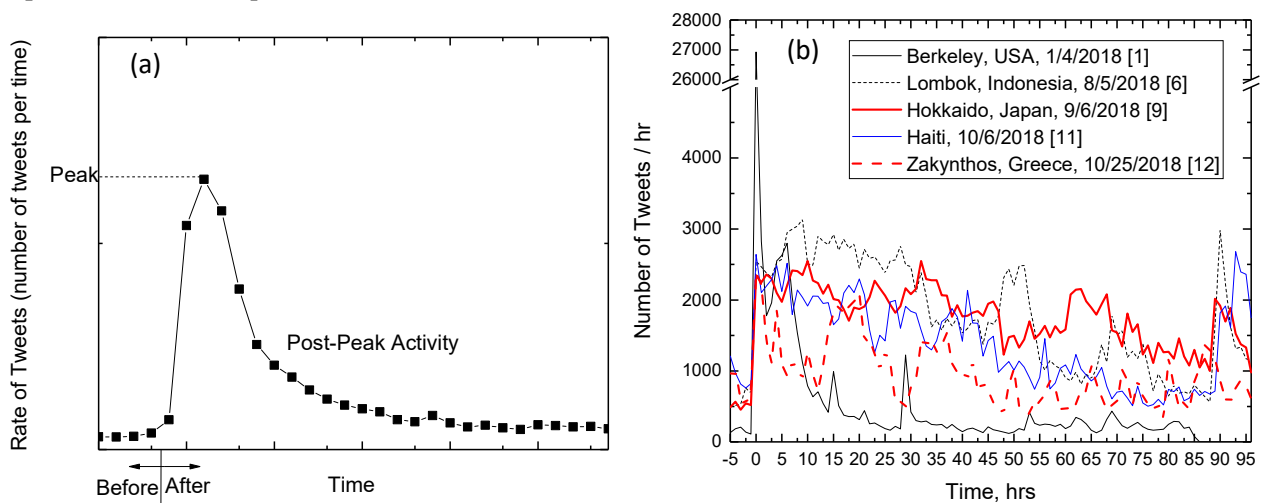 (a)
Rate of Tweets (number of tweets per time)
Peak
Post-Peak Activity
Before After Time
(b)
Number of Tweets / hr
28000
27000
26000
4000
3000
2000
1000
0
Berkeley, USA, 1/4/2018 [1]
Lombok, Indonesia, 8/5/2018 [6]
Hokkaido, Japan, 9/6/2018 [9]
Haiti, 10/6/2018 [11]
Zakynthos, Greece, 10/25/2018 [12]
-5 0 5 10 15 20 25 30 35 40 45 50 55 60 65 70 75 80 85 90 95
Time, hrs